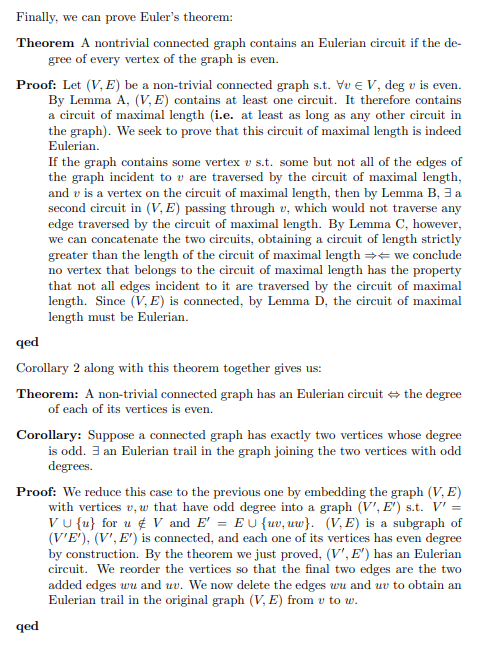 Finally, we can prove Euler's theorem:
Theorem A nontrivial connected graph contains an Eulerian circuit if the de-
gree of every vertex of the graph is even.
Proof: Let (V, E) be a non-trivial connected graph s.t. ∀v ∈ V, deg v is even.
By Lemma A, (V, E) contains at least one circuit. It therefore contains
a circuit of maximal length (i.e. at least as long as any other circuit in
the graph). We seek to prove that this circuit of maximal length is indeed
Eulerian.
If the graph contains some vertex v s.t. some but not all of the edges of
the graph incident to v are traversed by the circuit of maximal length,
and v is a vertex on the circuit of maximal length, then by Lemma B, ∃ a
second circuit in (V, E) passing through v, which would not traverse any
edge traversed by the circuit of maximal length. By Lemma C, however,
we can concatenate the two circuits, obtaining a circuit of length strictly
greater than the length of the circuit of maximal length ⇒⇐ we conclude
no vertex that belongs to the circuit of maximal length has the property
that not all edges incident to it are traversed by the circuit of maximal
length. Since (V, E) is connected, by Lemma D, the circuit of maximal
length must be Eulerian.
qed
Corollary 2 along with this theorem together gives us:
Theorem: A non-trivial connected graph has an Eulerian circuit ⇔ the degree
of each of its vertices is even.
Corollary: Suppose a connected graph has exactly two vertices whose degree
is odd. ∃ an Eulerian trail in the graph joining the two vertices with odd
degrees.
Proof: We reduce this case to the previous one by embedding the graph (V, E)
with vertices v, w that have odd degree into a graph (V′, E′) s.t. V′ =
V ∪ {u} for u ∉ V and E′ = E ∪ {uv, uw}. (V, E) is a subgraph of
(V′E′), (V′, E′) is connected, and each one of its vertices has even degree
by construction. By the theorem we just proved, (V′, E′) has an Eulerian
circuit. We reorder the vertices so that the final two edges are the two
added edges wu and uv. We now delete the edges wu and uv to obtain an
Eulerian trail in the original graph (V, E) from v to w.
qed